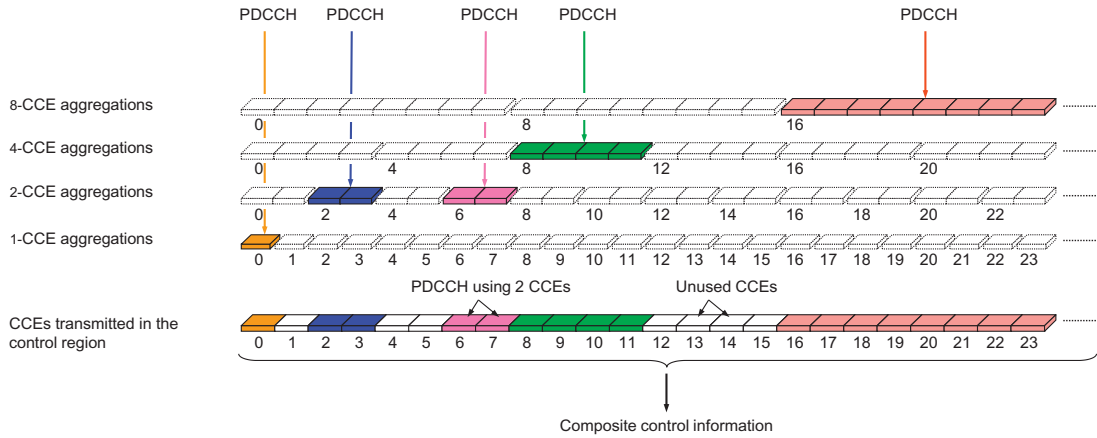 PDCCH PDCCH PDCCH PDCCH PDCCH
8-CCE aggregations
0 8 16
4-CCE aggregations
0 4 8 12 16 20
2-CCE aggregations
0 2 4 6 8 10 12 14 16 18 20 22
1-CCE aggregations
0 1 2 3 4 5 6 7 8 9 10 11 12 13 14 15 16 17 18 19 20 21 22 23
PDCCH using 2 CCEs Unused CCEs
CCEs transmitted in the
control region
0 1 2 3 4 5 6 7 8 9 10 11 12 13 14 15 16 17 18 19 20 21 22 23
Composite control information